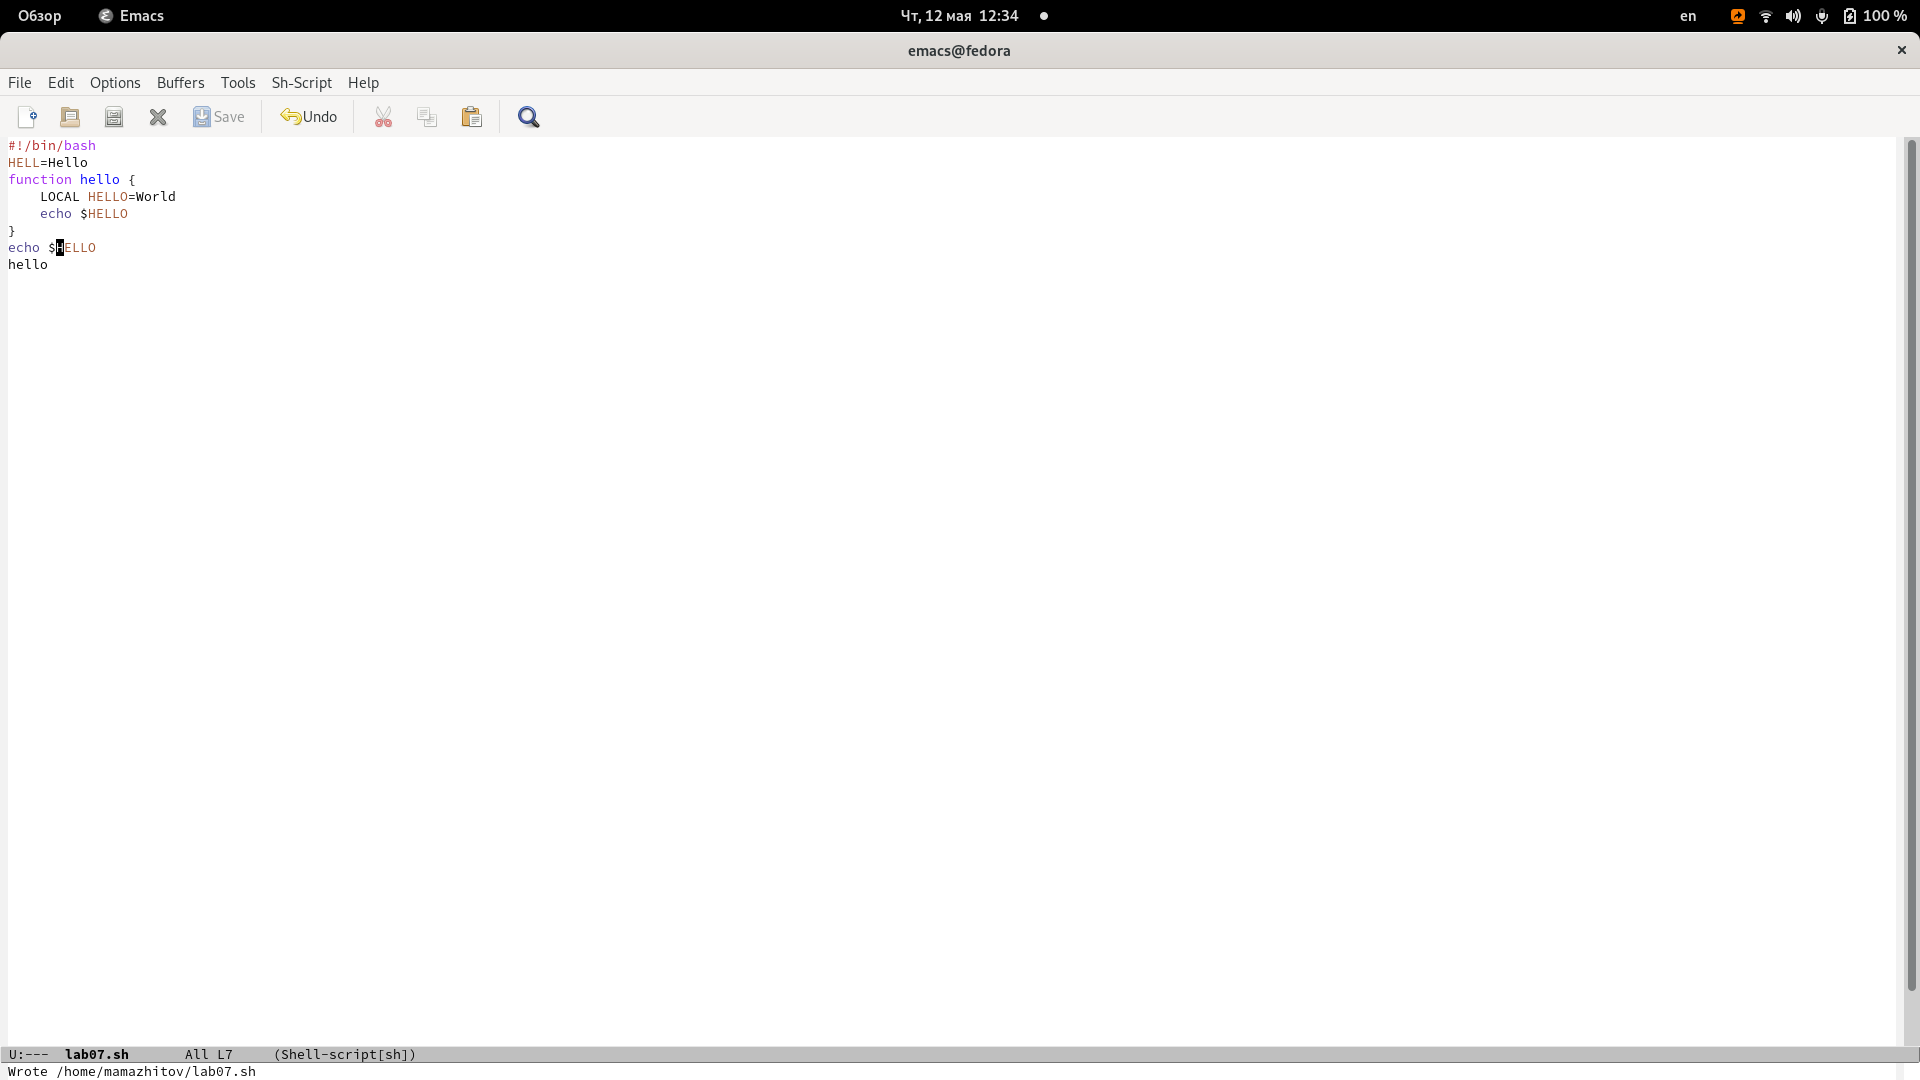 Обзор Emacs Чт, 12 мая 12:34 en 100 %
emacs@fedora
File Edit Options Buffers Tools Sh-Script Help
Save Undo
#!/bin/bash
HELL=Hello
function hello {
    LOCAL HELLO=World
    echo $HELLO
}
echo $HELLO
hello
U:--- lab07.sh All L7 (Shell-script[sh])
Wrote /home/mamazhitov/lab07.sh